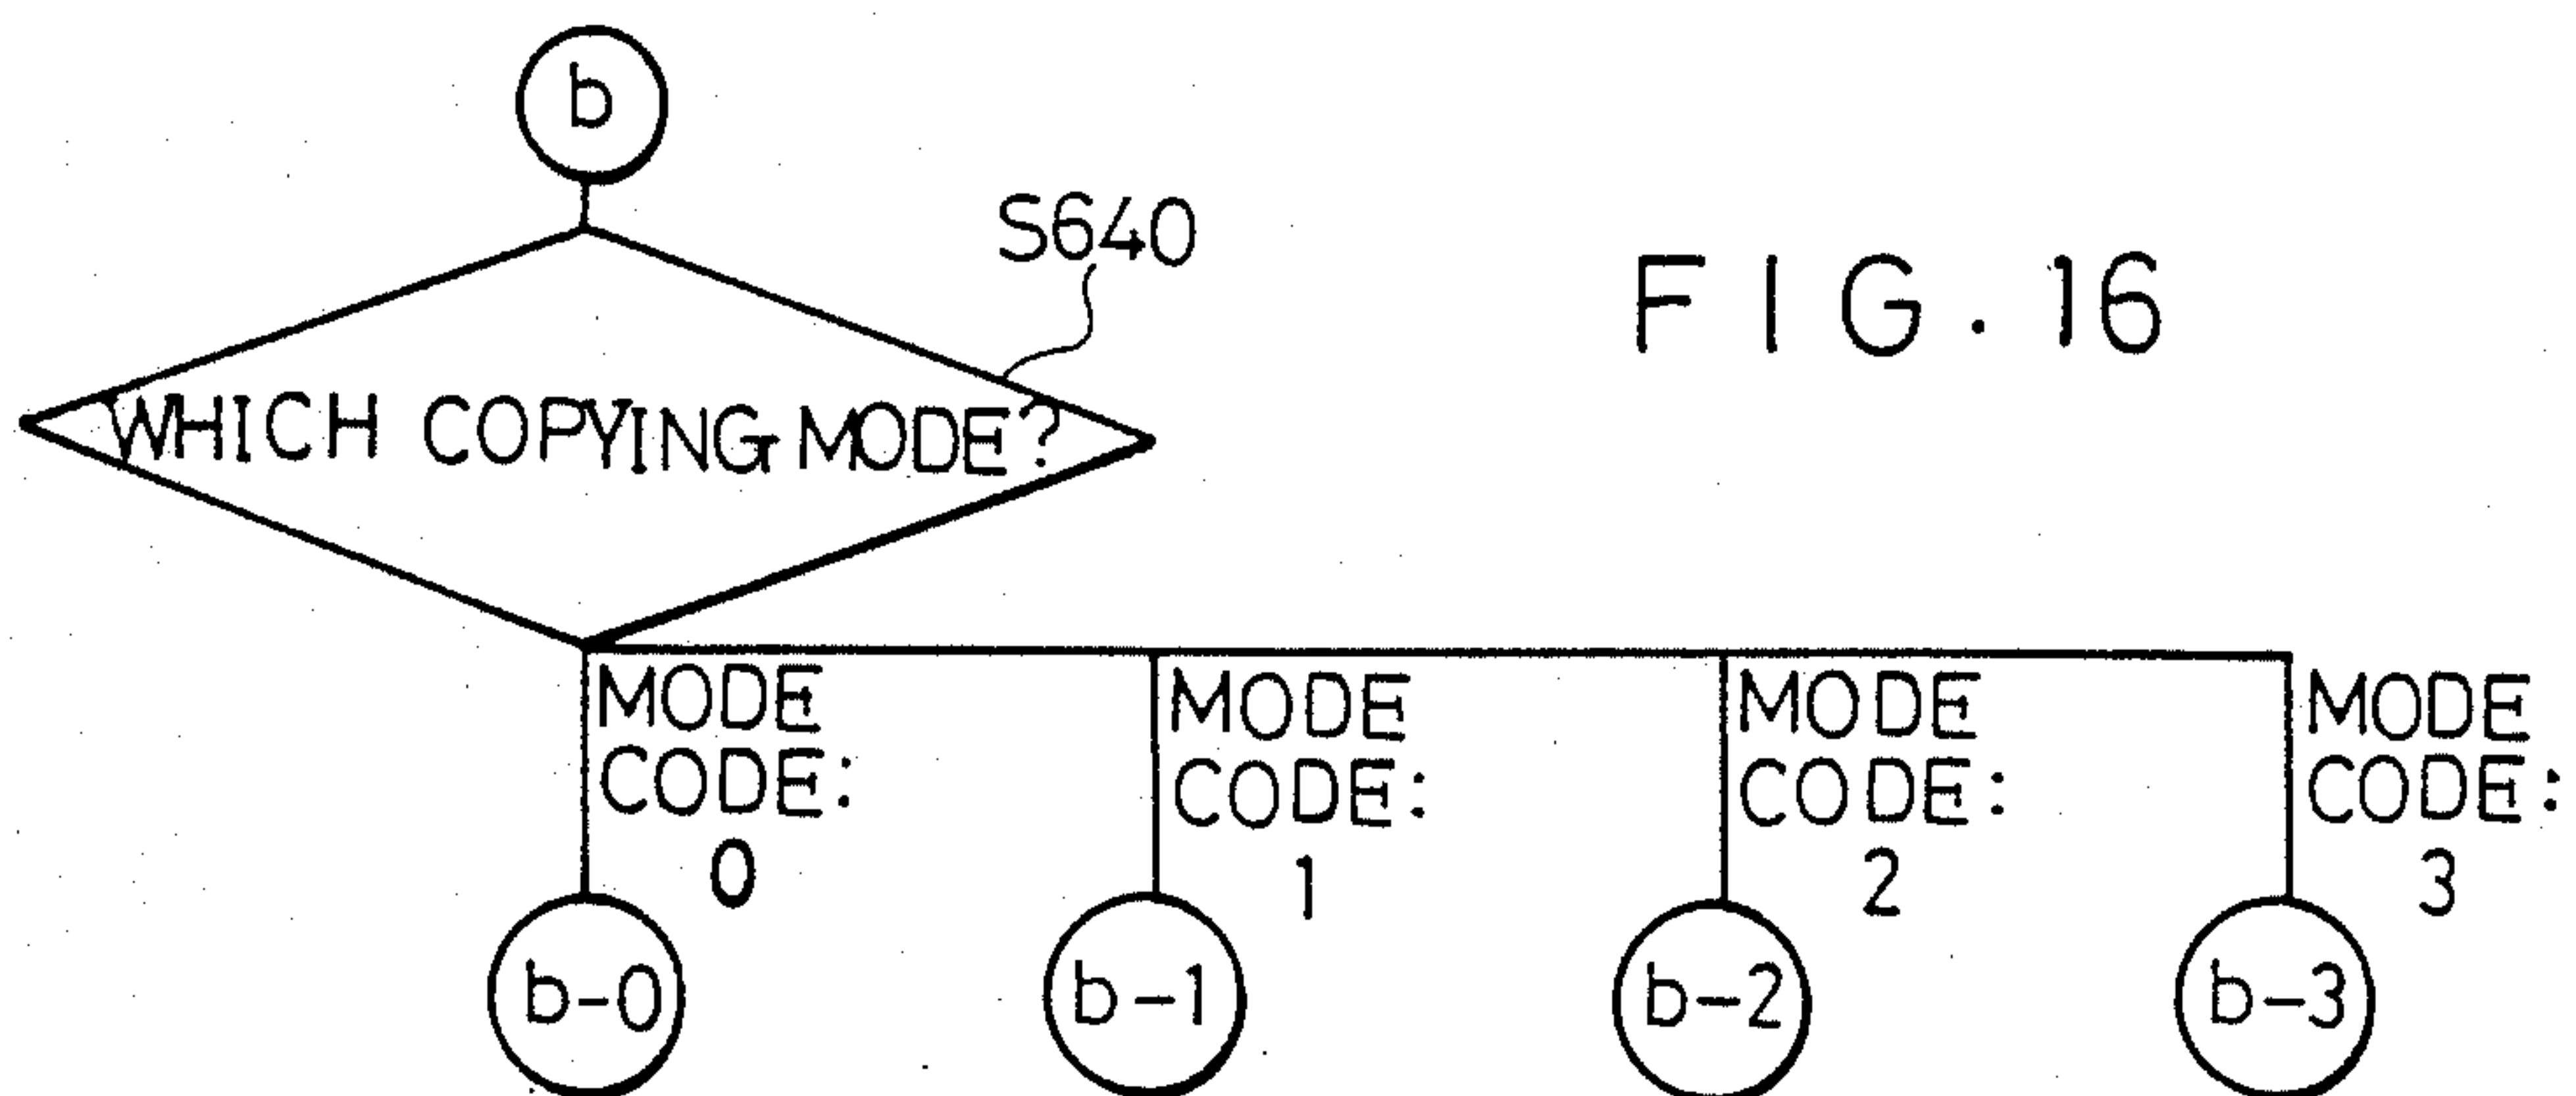 b
S640
FIG. 16
WHICH COPYING MODE?
MODE
CODE:
0
MODE
CODE:
1
MODE
CODE:
2
MODE
CODE:
3
b-0
b-1
b-2
b-3